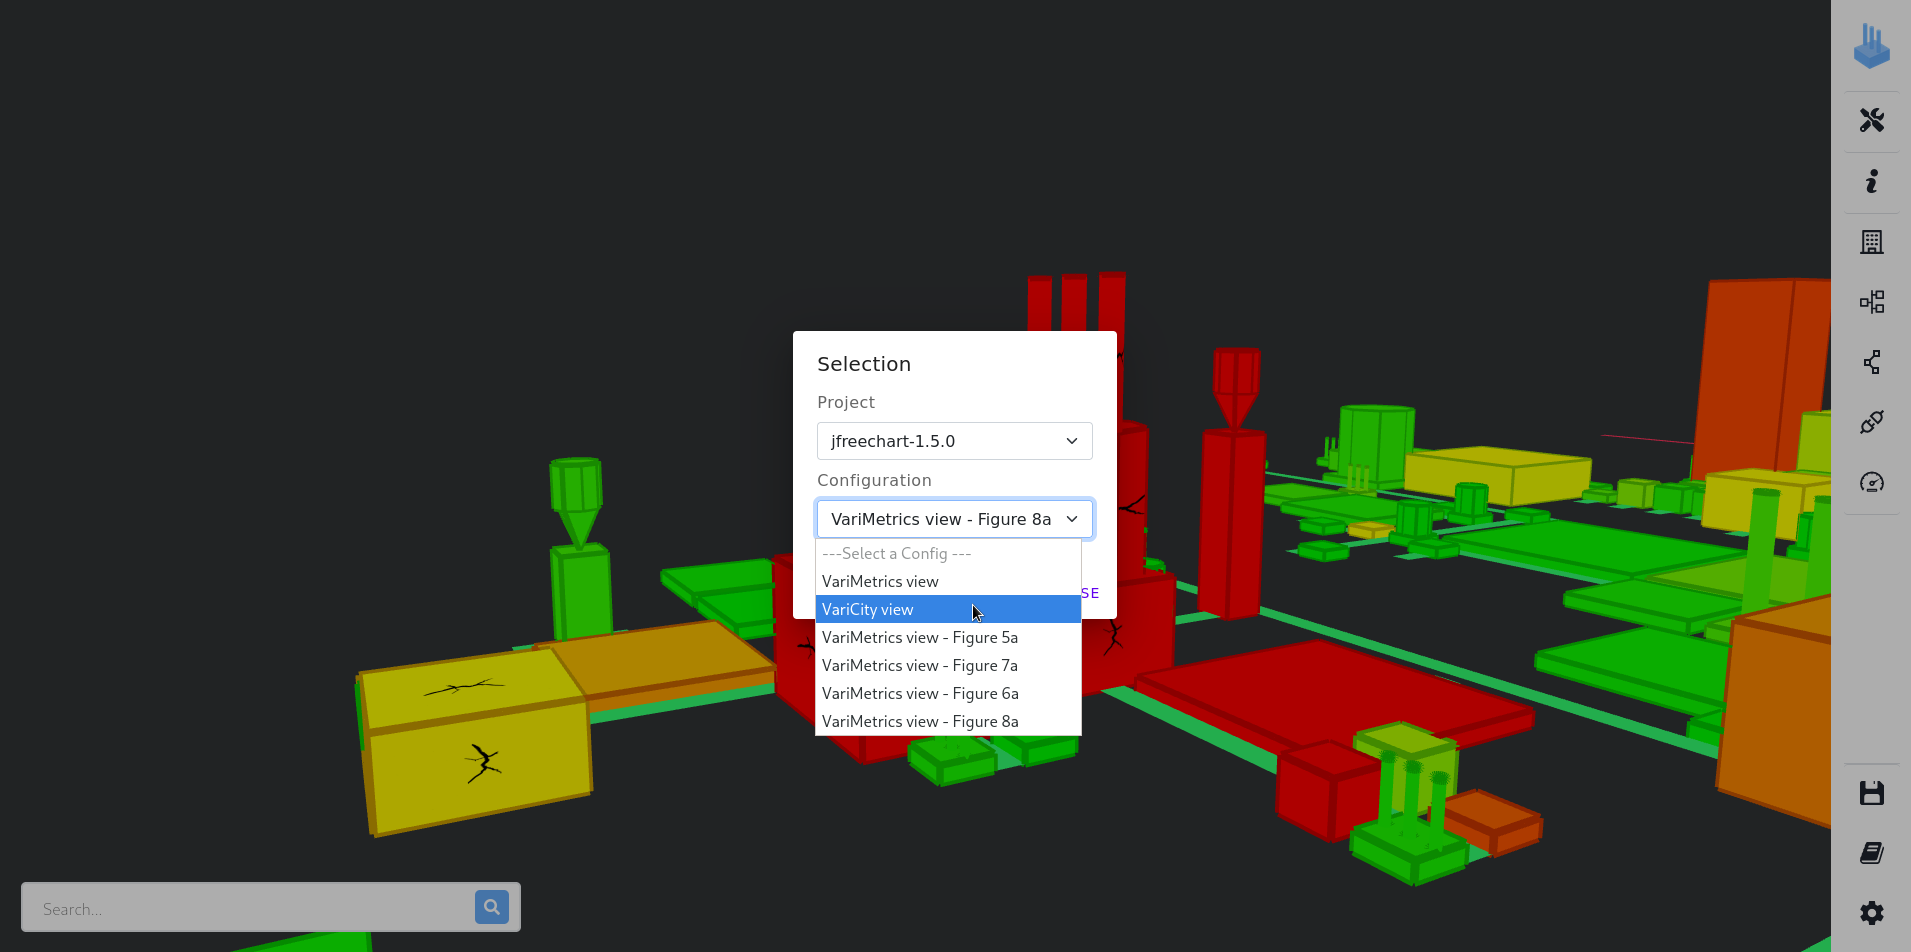 Selection
Project
jfreechart-1.5.0
Configuration
VariMetrics view - Figure 8a
---Select a Config ---
VariMetrics view
VariCity view
SE
VariMetrics view - Figure 5a
VariMetrics view - Figure 7a
VariMetrics view - Figure 6a
VariMetrics view - Figure 8a
Search...